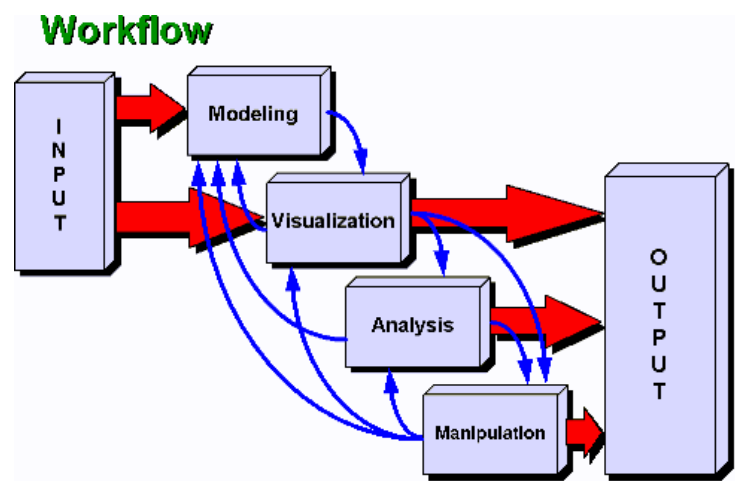 Workflow
INPUT
Modeling
Visualization
Analysis
Manipulation
OUTPUT